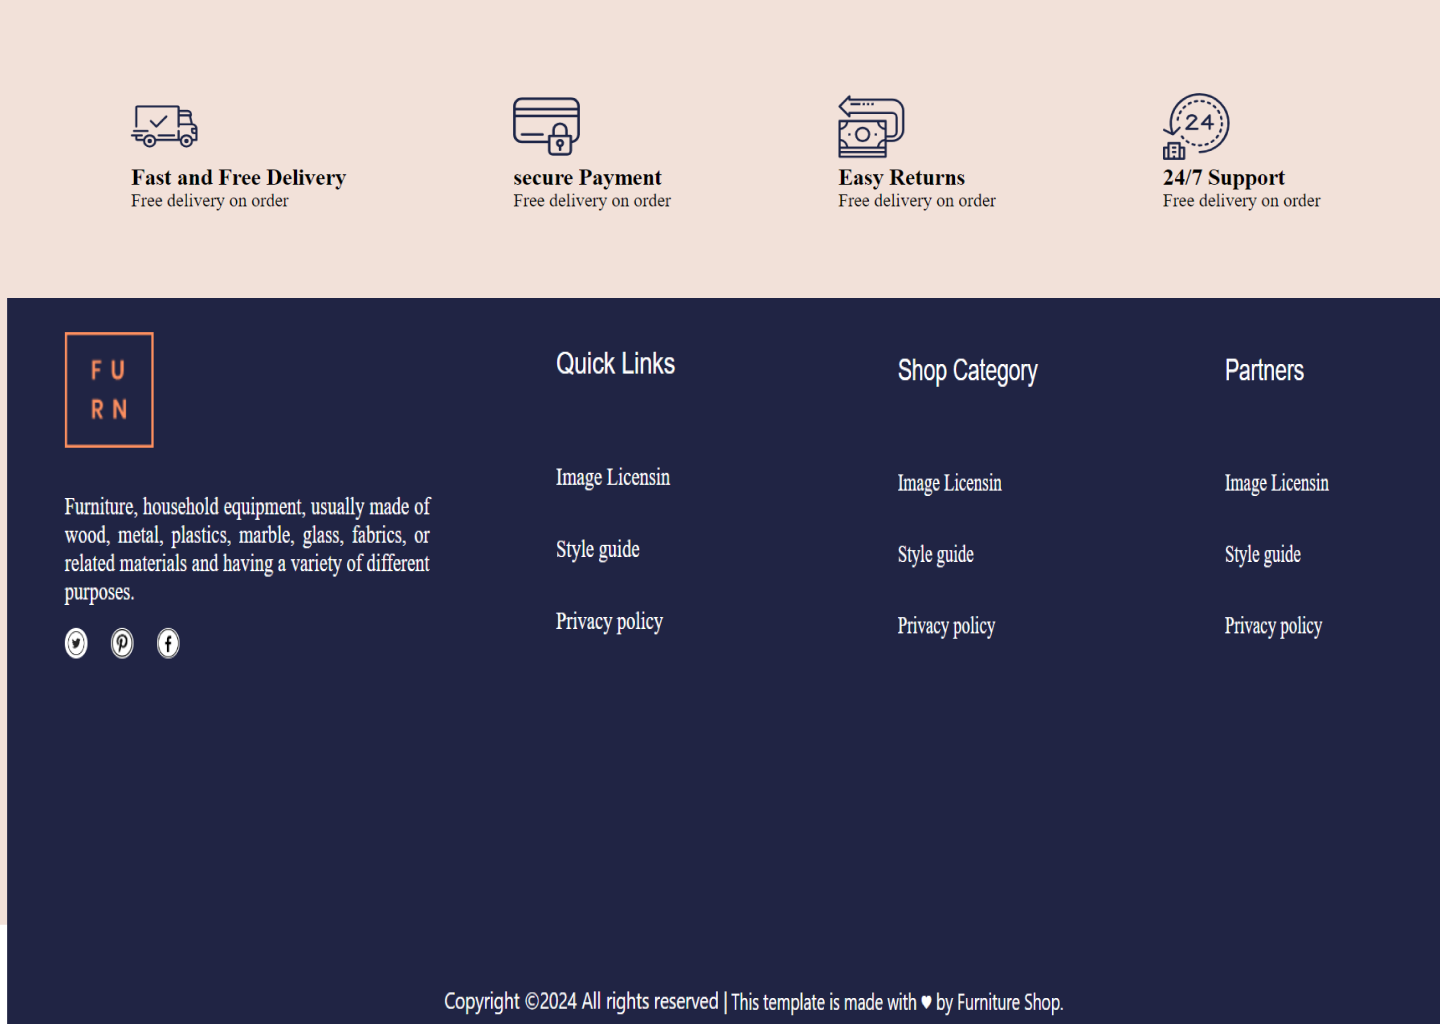 24
Fast and Free Delivery
Free delivery on order
secure Payment
Free delivery on order
Easy Returns
Free delivery on order
24/7 Support
Free delivery on order
F U
R N
Furniture, household equipment, usually made of
wood, metal, plastics, marble, glass, fabrics, or
related materials and having a variety of different
purposes.
Quick Links
Image Licensin
Style guide
Privacy policy
Shop Category
Image Licensin
Style guide
Privacy policy
Partners
Image Licensin
Style guide
Privacy policy
Copyright ©2024 All rights reserved | This template is made with ♥ by Furniture Shop.